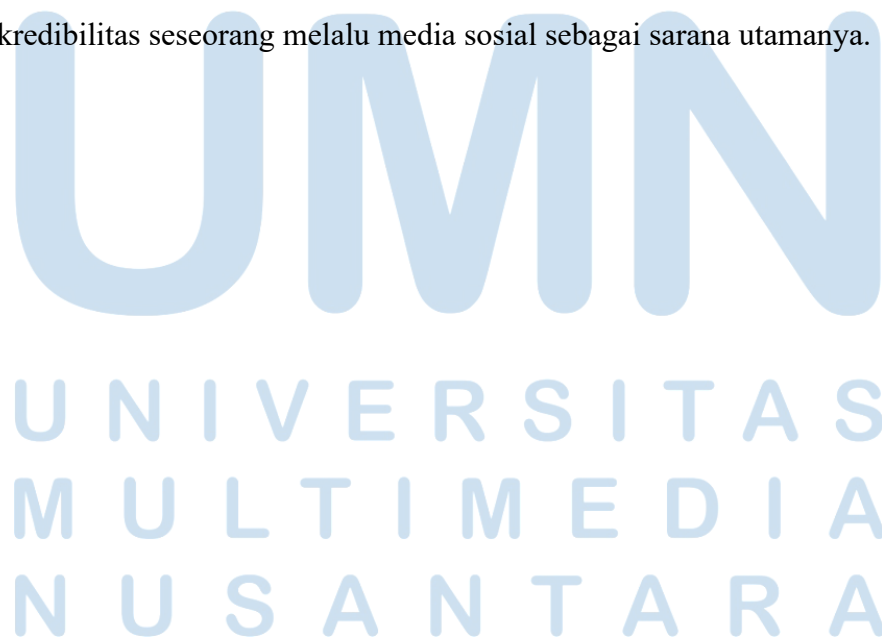 kredibilitas seseorang melalu media sosial sebagai sarana utamanya.
UMN
UNIVERSITAS
MULTIMEDIA
NUSANTARA